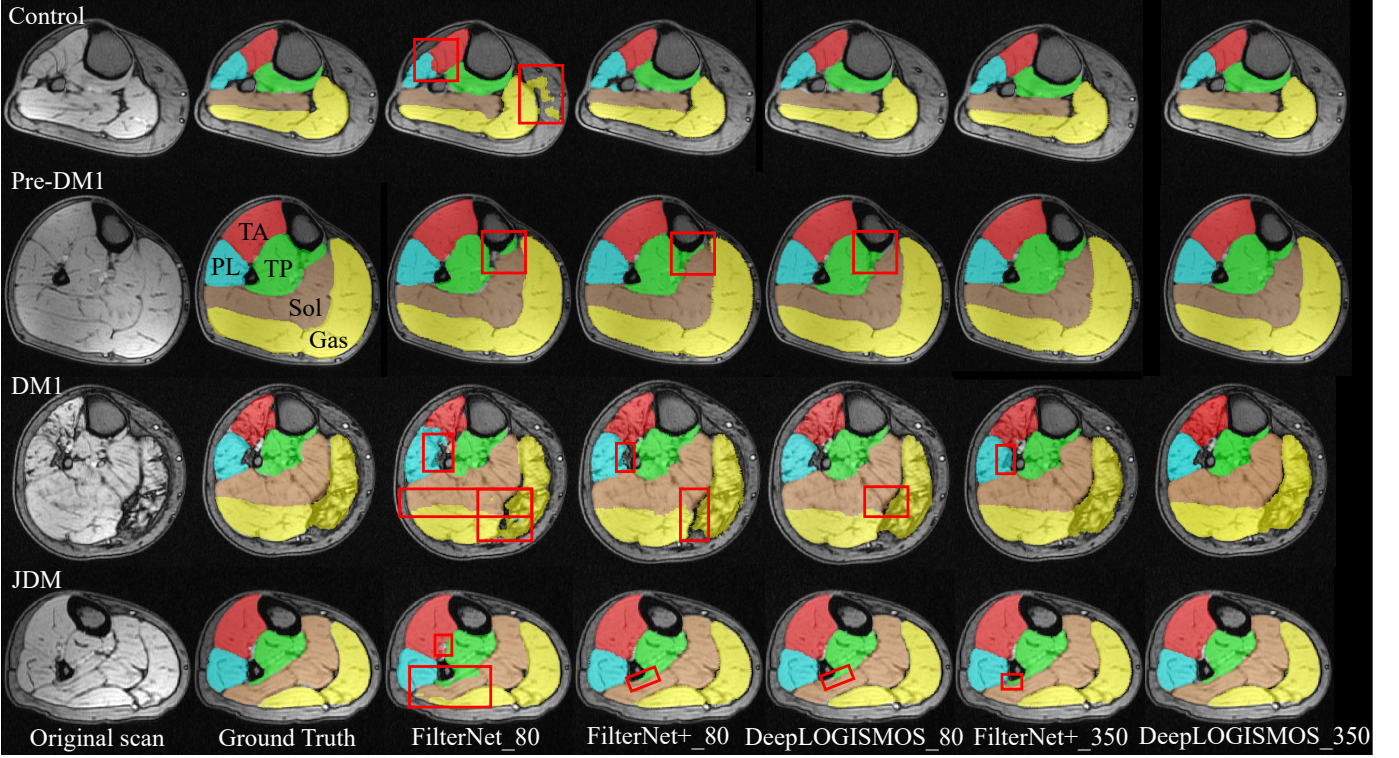 Control
Pre-DM1
TA
PL
TP
Sol
Gas
DM1
JDM
Original scan
Ground Truth
FilterNet_80
FilterNet+_80
DeepLOGISMOS_80
FilterNet+_350
DeepLOGISMOS_350